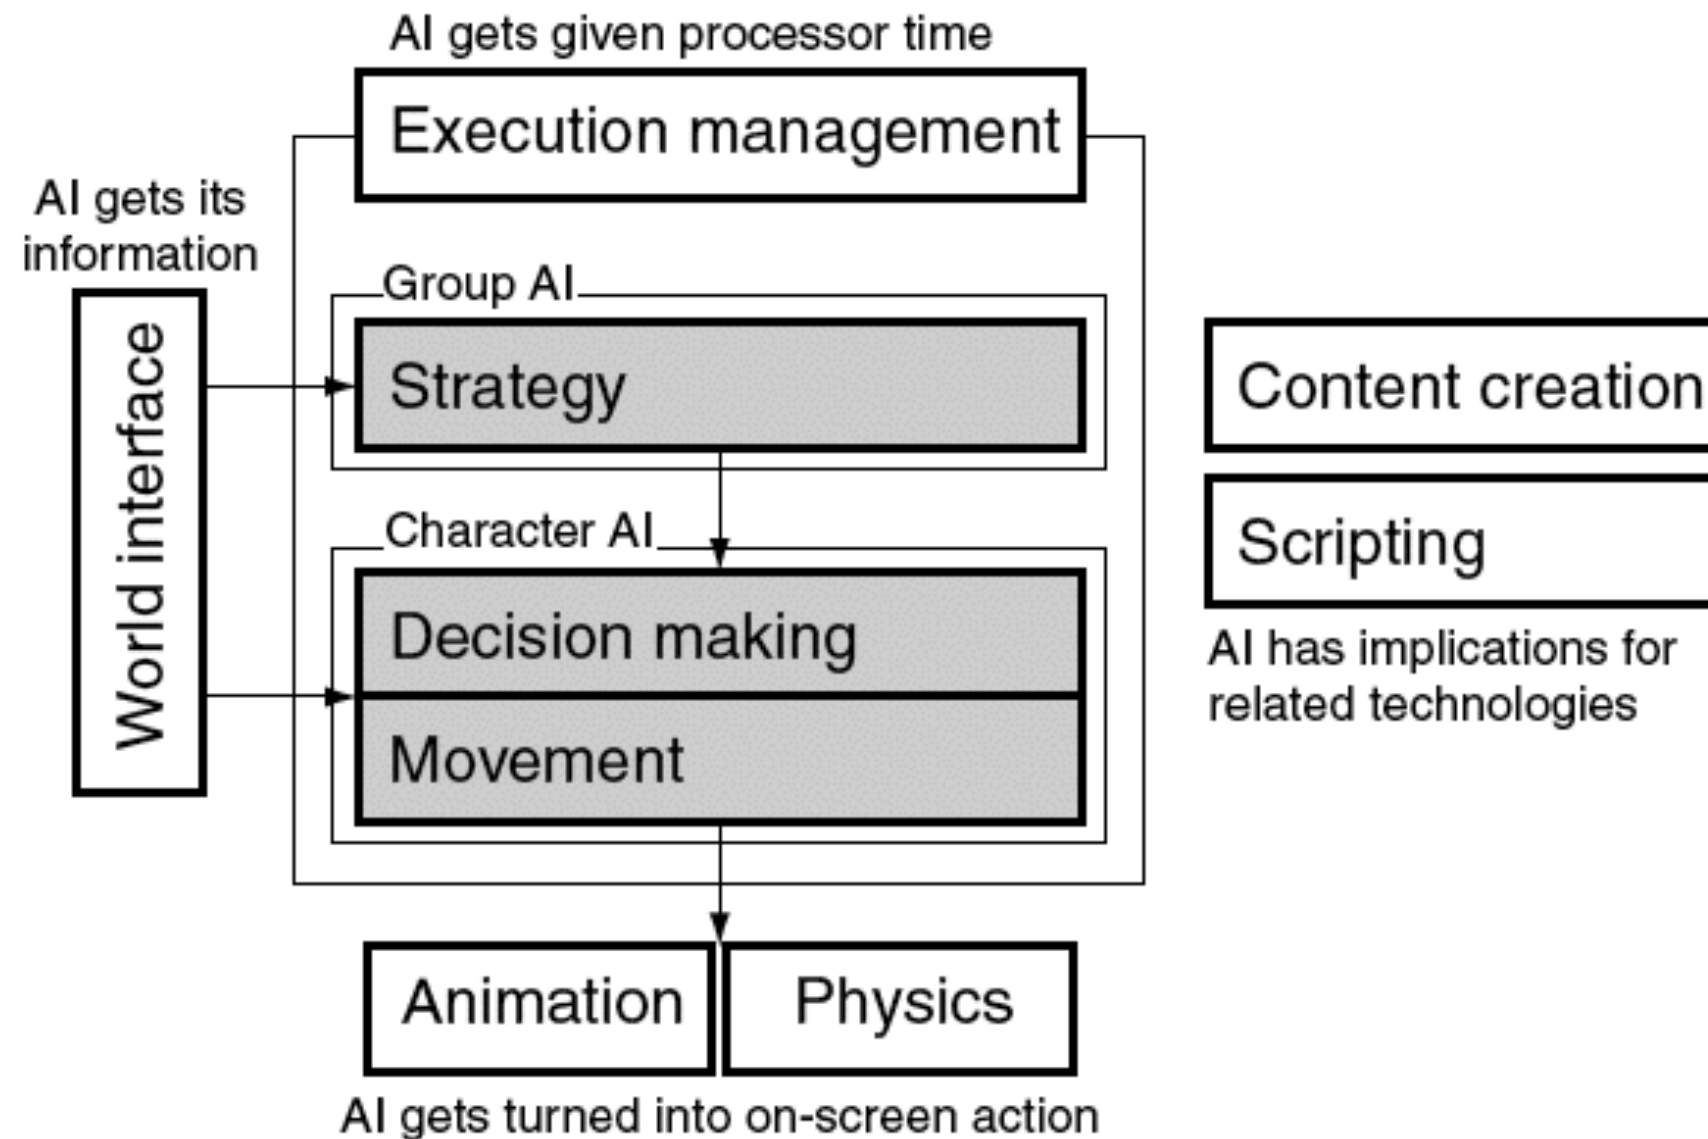 AI gets given processor time
Execution management
AI gets its
information
World interface
Group AI
Strategy
Character AI
Decision making
Movement
Content creation
Scripting
AI has implications for
related technologies
Animation
Physics
AI gets turned into on-screen action